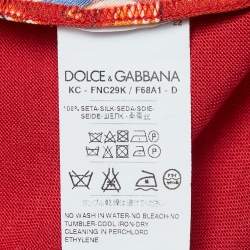 DOLCE & GABBANA
KC - FNC29K / F68A1 - D
100% SETA-SILK-SEDA-SOIE-
SEIDE-ШЕЛК-
NO WASH IN WATER-NO BLEACH-NO
TUMBLER-COOL IRON-DRY
CLEANING IN PERCHLORO
ETHYLENE